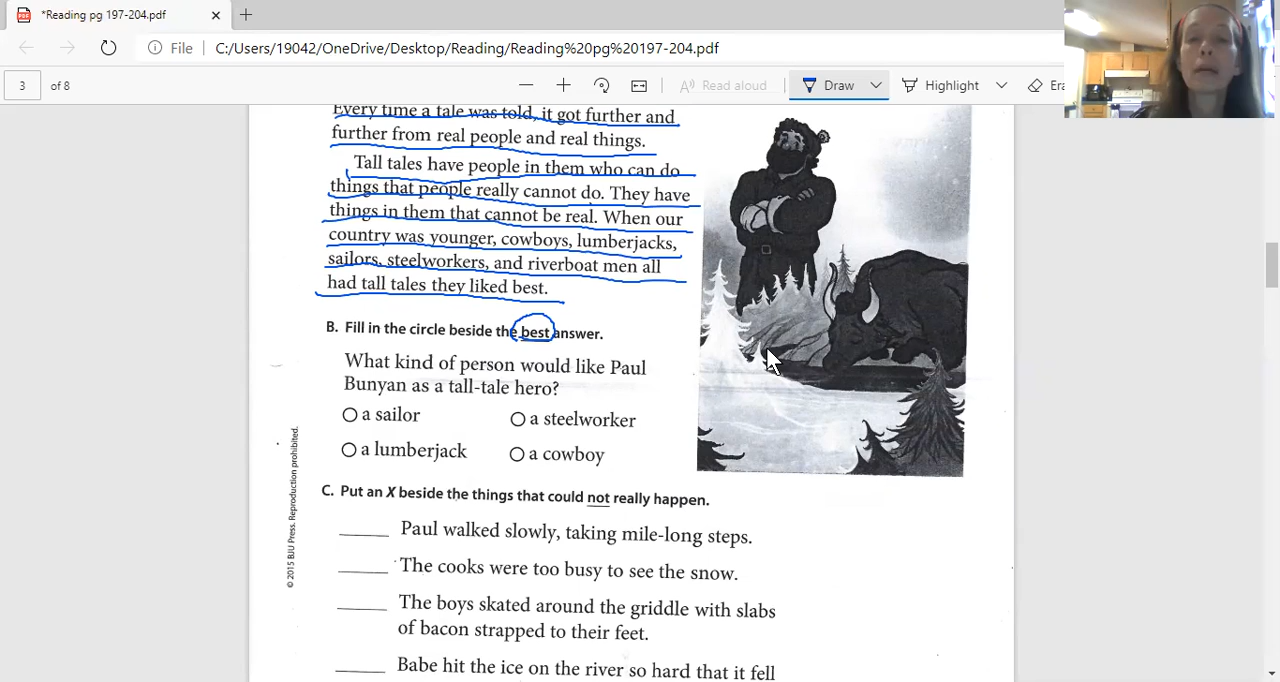 *Reading pg 197-204.pdf
File
C:/Users/19042/OneDrive/Desktop/Reading/Reading%20pg%20197-204.pdf
3 of 8
Read aloud
Draw
Highlight
Era
Every time a tale was told, it got further and
further from real people and real things.
Tall tales have people in them who can do
things that people really cannot do. They have
things in them that cannot be real. When our
country was younger, cowboys, lumberjacks,
sailors, steelworkers, and riverboat men all
had tall tales they liked best.
B. Fill in the circle beside the best answer.
What kind of person would like Paul
Bunyan as a tall-tale hero?
a sailor
a steelworker
a lumberjack
a cowboy
C. Put an X beside the things that could not really happen.
Paul walked slowly, taking mile-long steps.
The cooks were too busy to see the snow.
The boys skated around the griddle with slabs
of bacon strapped to their feet.
Babe hit the ice on the river so hard that it fell
© 2015 BJU Press. Reproduction prohibited.